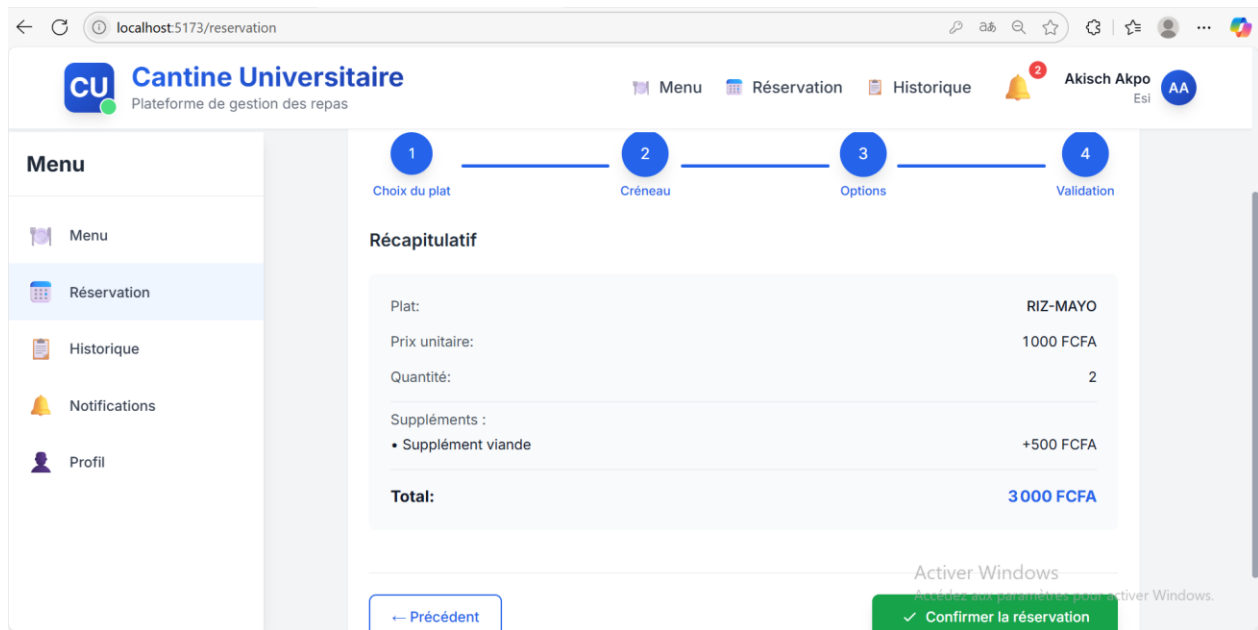 localhost:5173/reservation
CU
Cantine Universitaire
Plateforme de gestion des repas
Menu
Réservation
Historique
2
Akisch Akpo
Esi
AA
Menu
Menu
Réservation
Historique
Notifications
Profil
1
2
3
4
Choix du plat
Créneau
Options
Validation
Récapitulatif
Plat: RIZ-MAYO
Prix unitaire: 1000 FCFA
Quantité: 2
Suppléments :
• Supplément viande +500 FCFA
Total: 3 000 FCFA
Activer Windows
Accédez aux paramètres pour activer Windows.
← Précédent
✓ Confirmer la réservation